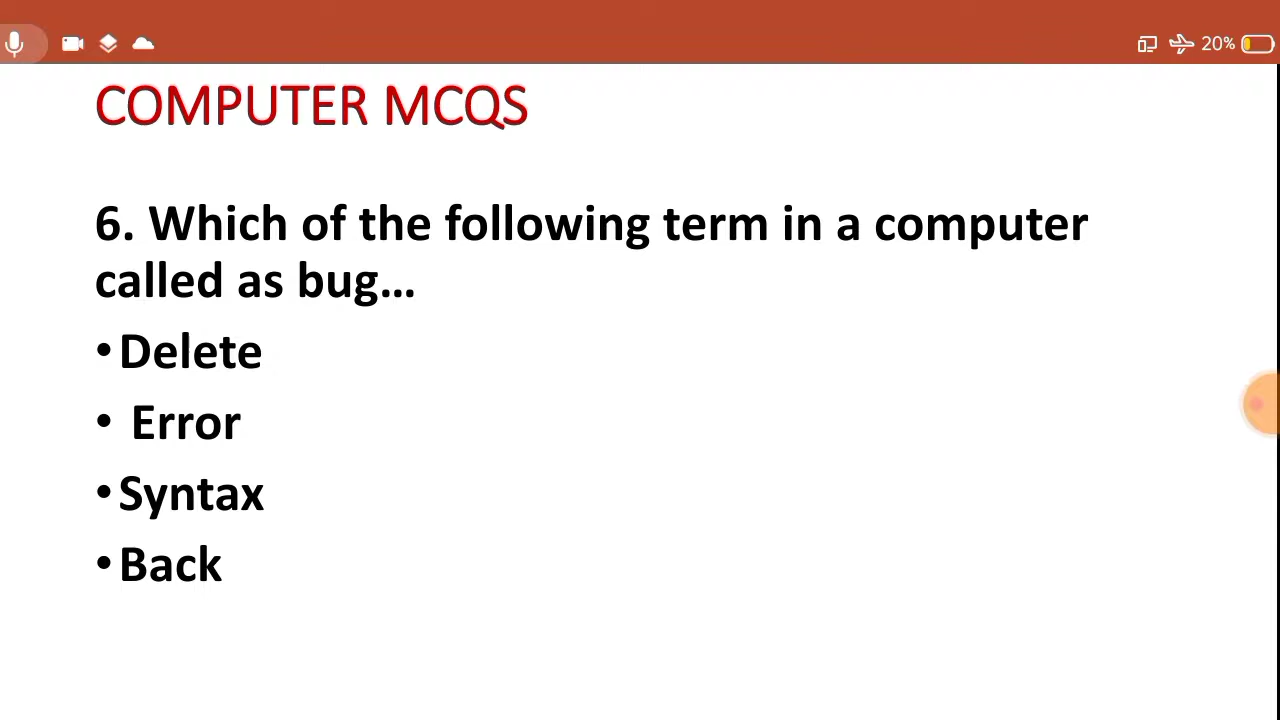 20%
COMPUTER MCQS
6. Which of the following term in a computer
called as bug...
•Delete
• Error
•Syntax
•Back